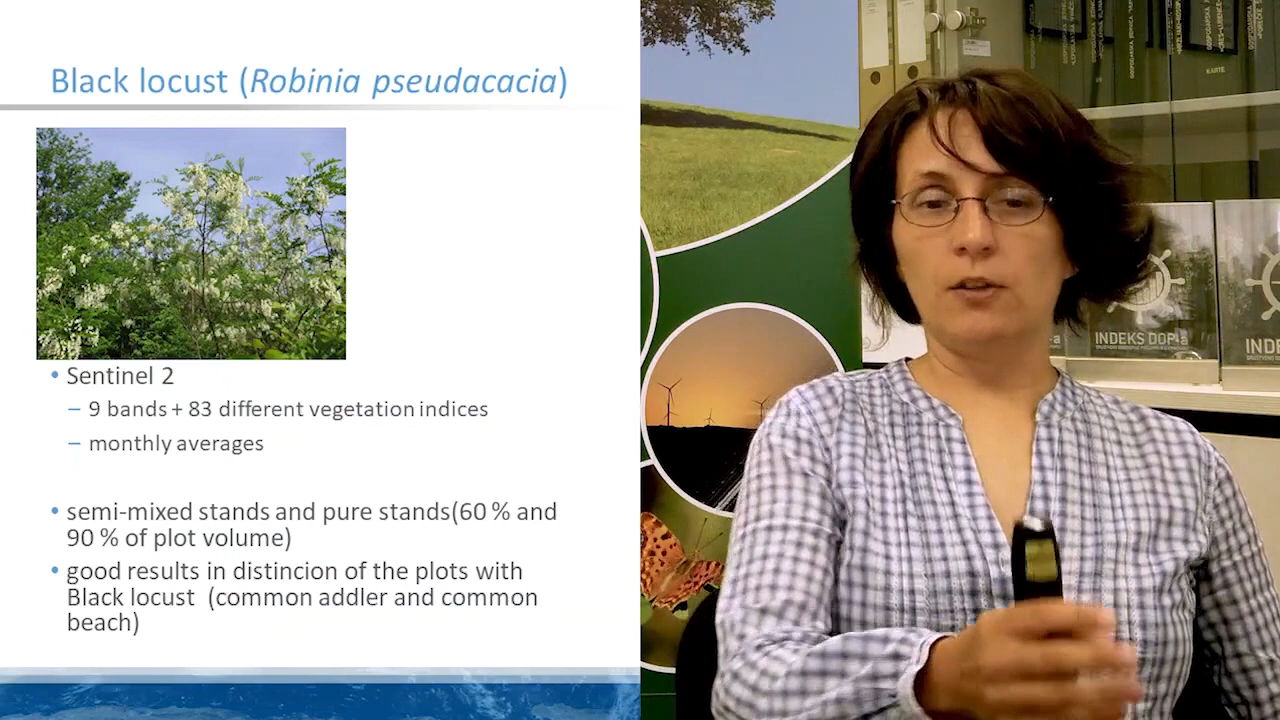 Black locust (Robinia pseudacacia)
• Sentinel 2
– 9 bands + 83 different vegetation indices
– monthly averages
• semi-mixed stands and pure stands(60 % and
90 % of plot volume)
• good results in distincion of the plots with
Black locust (common addler and common
beach)
KARTE
-a
INDEKS DOP-a
INDE